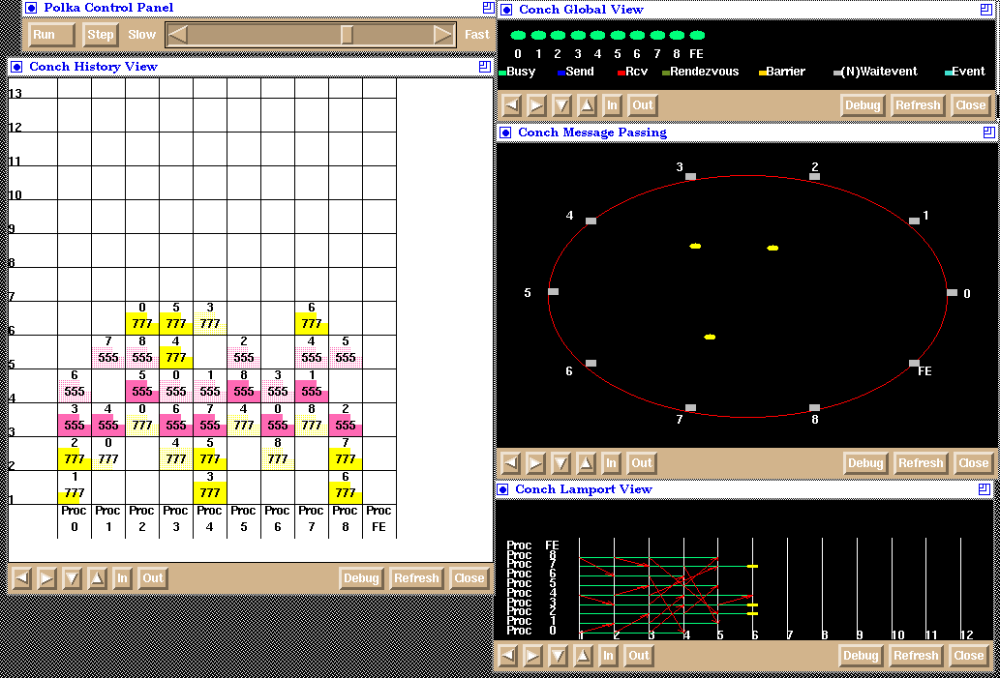 Polka Control Panel
Run Step Slow Fast
Conch History View
13
12
11
10
9
8
7
0 5 3 6
777 777 777 777
6
7 8 4 2 4 5
555 555 777 555 555 555
5
6 5 0 1 8 3 1
555 555 555 555 555 555 555
4
3 4 0 6 7 4 0 8 2
555 555 777 555 555 777 555 777 555
3
2 0 4 5 8 7
777 777 777 777 777 777
2
1 3 6
777 777 777
1
Proc Proc Proc Proc Proc Proc Proc Proc Proc Proc
0 1 2 3 4 5 6 7 8 FE
In Out Debug Refresh Close
Conch Global View
0 1 2 3 4 5 6 7 8 FE
Busy Send Rcv Rendezvous Barrier (N)Waitevent Event
In Out Debug Refresh Close
Conch Message Passing
3 2
4 1
5 0
6 FE
7 8
In Out Debug Refresh Close
Conch Lamport View
Proc FE
Proc 8
Proc 7
Proc 6
Proc 5
Proc 4
Proc 3
Proc 2
Proc 1
Proc 0
1 2 3 4 5 6 7 8 9 10 11 12
In Out Debug Refresh Close